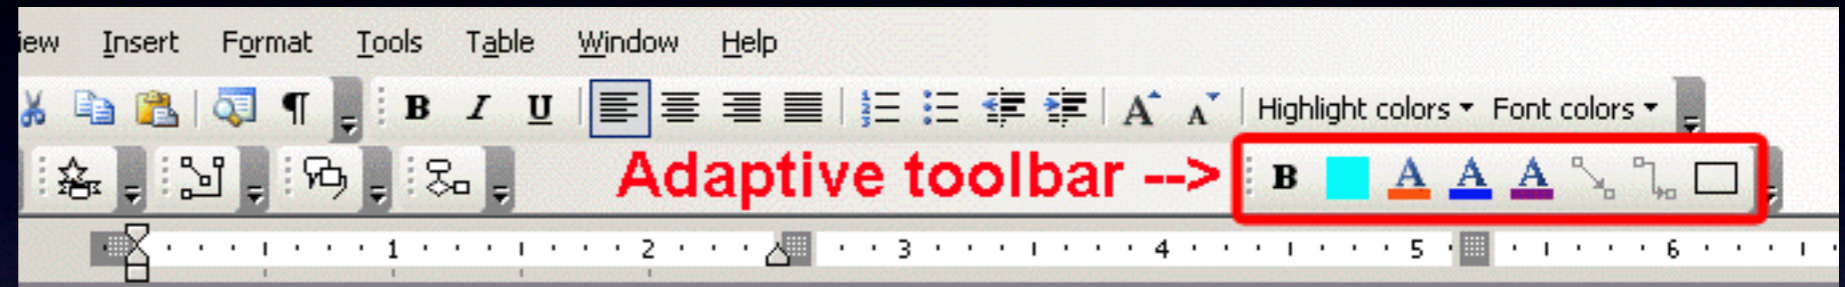 iew Insert Format Tools Table Window Help
¶ B I U A A Highlight colors Font colors
Adaptive toolbar --> B A A A
1 2 3 4 5 6